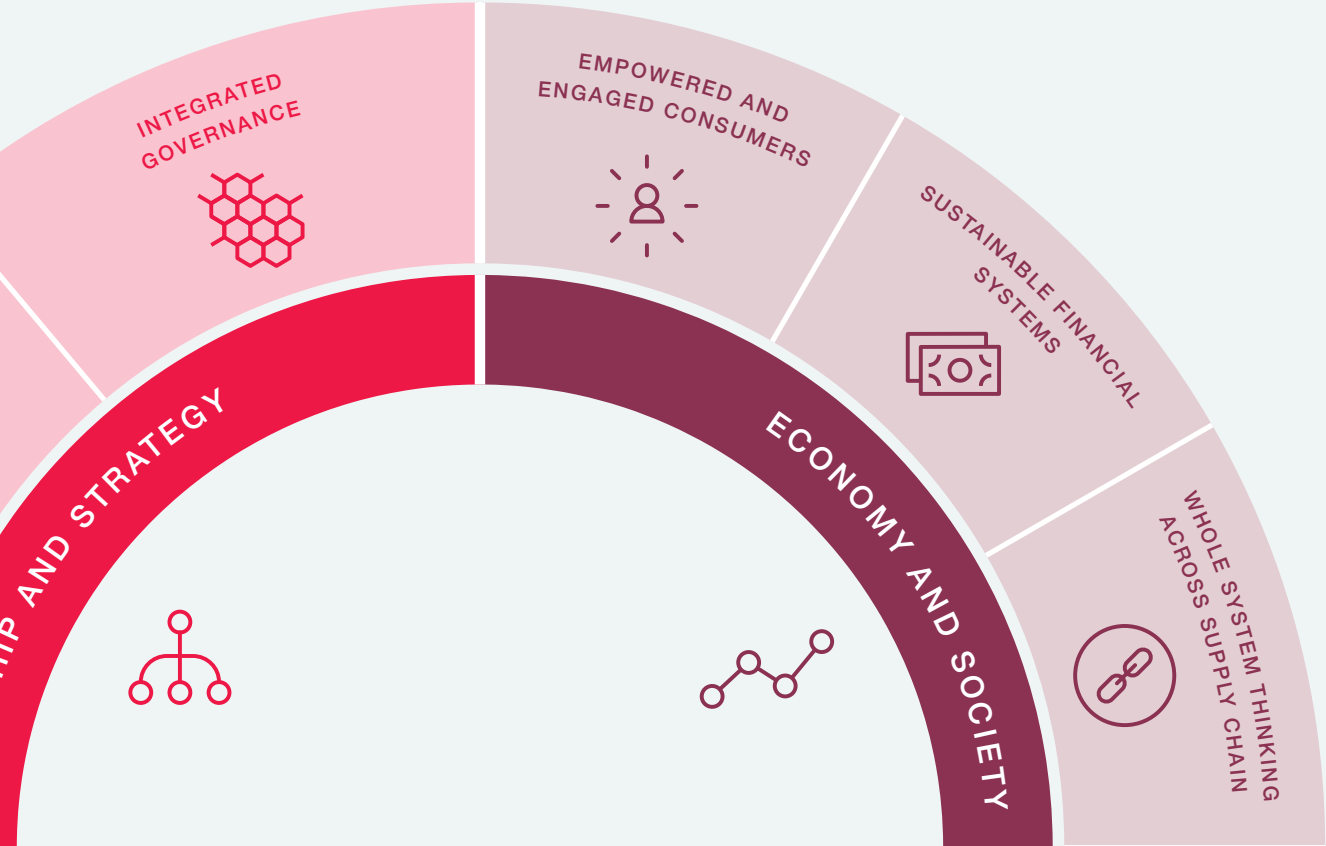 INTEGRATED
GOVERNANCE
EMPOWERED AND
ENGAGED CONSUMERS
SUSTAINABLE FINANCIAL
SYSTEMS
WHOLE SYSTEM THINKING
ACROSS SUPPLY CHAIN
AND STRATEGY
ECONOMY AND SOCIETY